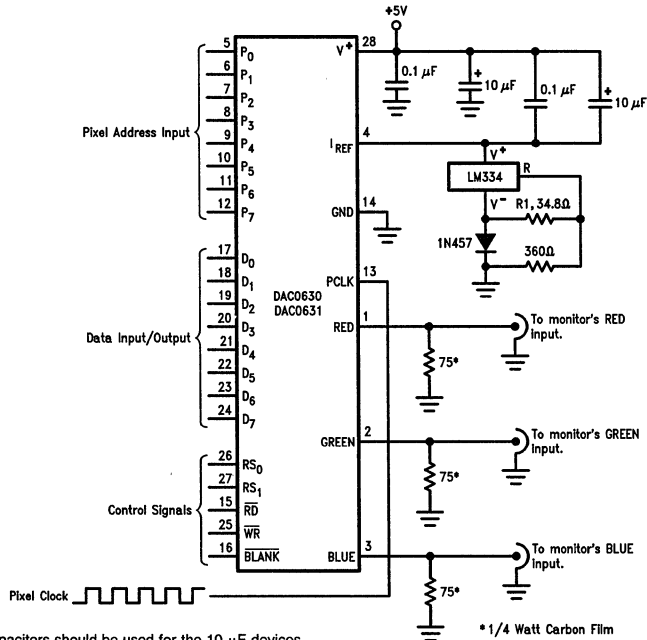 +5V
5 P0
6 P1
7 P2
8 P3
9 P4
10 P5
11 P6
12 P7
Pixel Address Input
17 D0
18 D1
19 D2
20 D3
21 D4
22 D5
23 D6
24 D7
Data Input/Output
26 RS0
27 RS1
15 R̅D̅
25 W̅R̅
16 B̅L̅A̅N̅K̅
Control Signals
Pixel Clock
DAC0630
DAC0631
V+ 28
IREF 4
GND 14
PCLK 13
RED 1
GREEN 2
BLUE 3
0.1 μF
+
10 μF
0.1 μF
+
10 μF
V+
LM334
R
V−
R1, 34.8Ω
1N457
360Ω
To monitor's RED
input.
75*
To monitor's GREEN
input.
75*
To monitor's BLUE
input.
75*
* 1/4 Watt Carbon Film